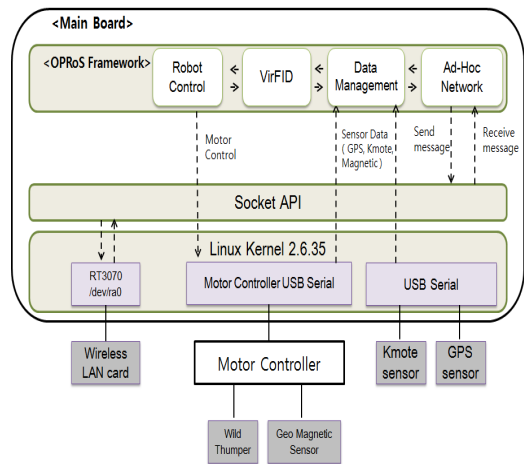 <Main Board>
<OPRoS Framework>
Robot
Control
VirFID
Data
Management
Ad-Hoc
Network
Motor
Control
Sensor Data
( GPS, Kmote,
Magnetic )
Send
message
Receive
message
Socket API
Linux Kernel 2.6.35
RT3070
/dev/ra0
Motor Controller USB Serial
USB Serial
Wireless
LAN card
Motor Controller
Kmote
sensor
GPS
sensor
Wild
Thumper
Geo Magnetic
Sensor